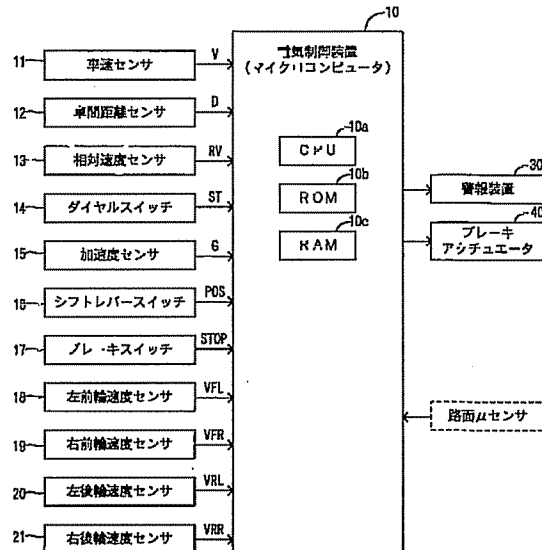 10
電気制御装置
(マイクロコンピュータ)
11 車速センサ V
12 車間距離センサ D
13 相対速度センサ RV
14 ダイヤルスイッチ ST
15 加速度センサ G
16 シフトレバースイッチ POS
17 ブレーキスイッチ STOP
18 左前輪速度センサ VFL
19 右前輪速度センサ VFR
20 左後輪速度センサ VRL
21 右後輪速度センサ VRR
10a
CPU
10b
ROM
10c
RAM
30
警報装置
40
ブレーキ
アクチュエータ
路面μセンサ